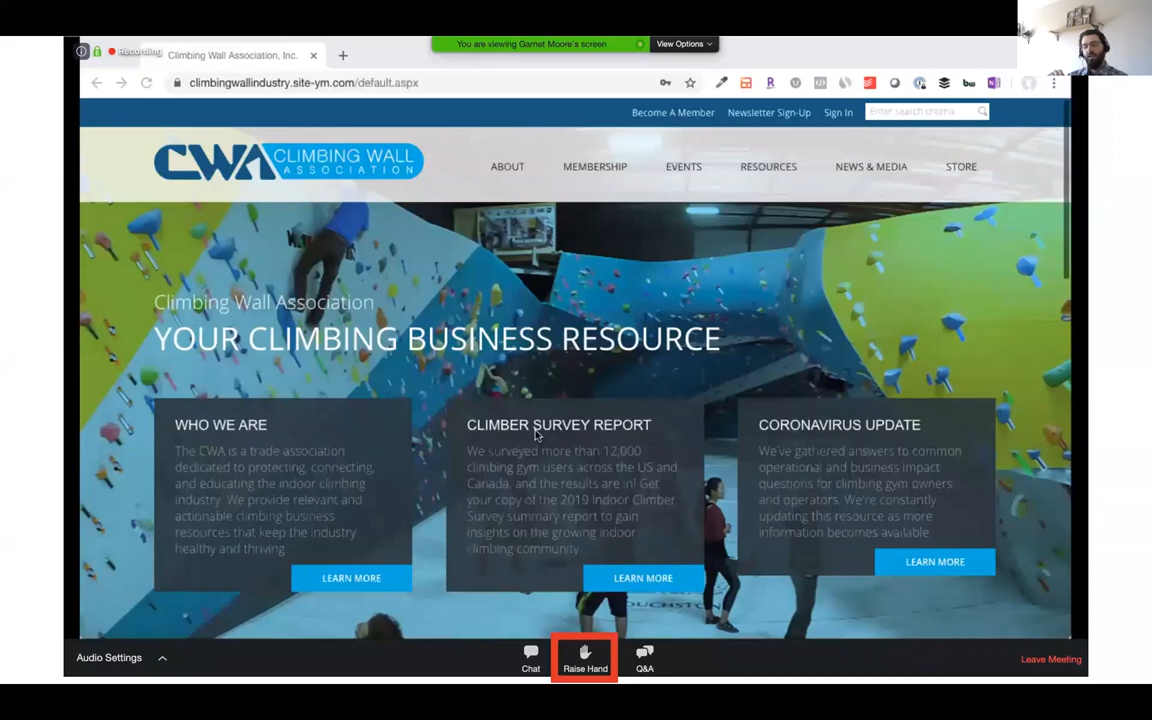 Recording
Climbing Wall Association, Inc.
You are viewing Garnet Moore's screen
View Options
climbingwallindustry.site-ym.com/default.aspx
Become A Member
Newsletter Sign-Up
Sign In
Enter search criteria
CWA CLIMBING WALL
ASSOCIATION
ABOUT
MEMBERSHIP
EVENTS
RESOURCES
NEWS & MEDIA
STORE
Climbing Wall Association
YOUR CLIMBING BUSINESS RESOURCE
WHO WE ARE
The CWA is a trade association
dedicated to protecting, connecting,
and educating the indoor climbing
industry. We provide relevant and
actionable climbing business
resources that keep the industry
healthy and thriving.
LEARN MORE
CLIMBER SURVEY REPORT
We surveyed more than 12,000
climbing gym users across the US and
Canada, and the results are in! Get
your copy of the 2019 Indoor Climber
Survey summary report to gain
insights on the growing indoor
climbing community.
LEARN MORE
CORONAVIRUS UPDATE
We've gathered answers to common
operational and business impact
questions for climbing gym owners
and operators. We're constantly
updating this resource as more
information becomes available.
LEARN MORE
Audio Settings
Chat
Raise Hand
Q&A
Leave Meeting